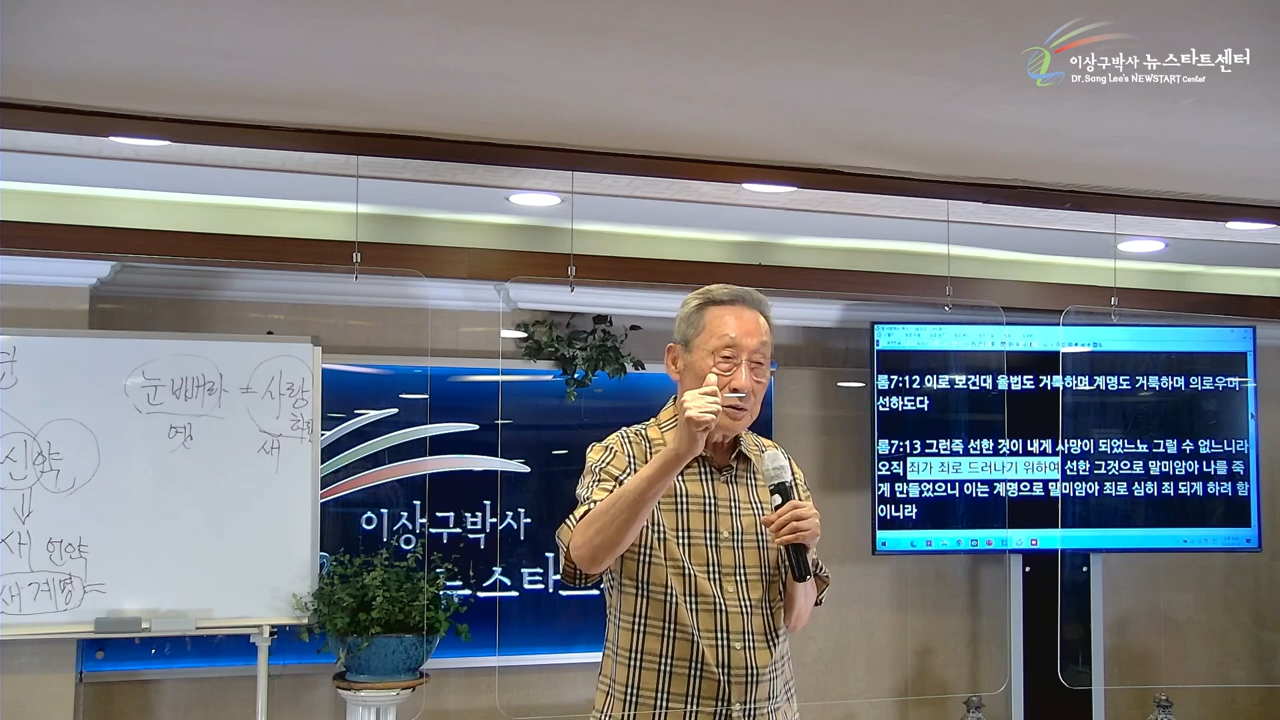 이상구박사 뉴스타트센터
Dr. Sang Lee's NEWSTART Center
눈 빼라 = 사랑
옛
새
신약
새 언약
새 계명 =
이상구박사
뉴스타트
롬7:12 이로 보건대 율법도 거룩하며 계명도 거룩하며 의로우며
선하도다
롬7:13 그런즉 선한 것이 내게 사망이 되었느뇨 그럴 수 없느니라
오직 죄가 죄로 드러나기 위하여 선한 그것으로 말미암아 나를 죽
게 만들었으니 이는 계명으로 말미암아 죄로 심히 죄 되게 하려 함
이니라